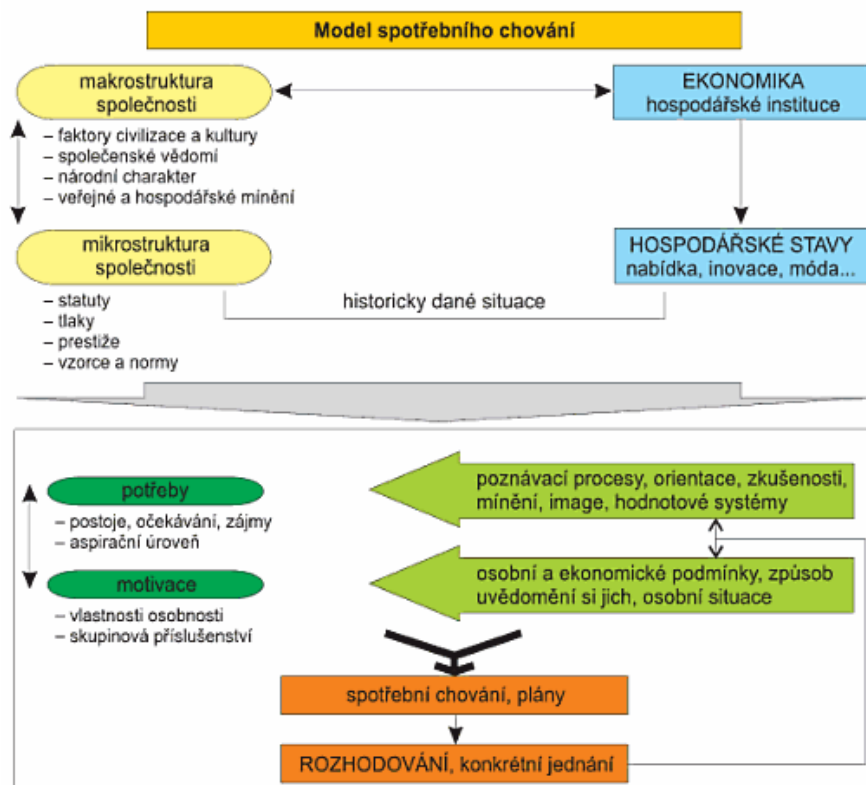 Model spotřebního chování
makrostruktura
společnosti
EKONOMIKA
hospodářské instituce
– faktory civilizace a kultury
– společenské vědomí
– národní charakter
– veřejné a hospodářské mínění
mikrostruktura
společnosti
HOSPODÁŘSKÉ STAVY
nabídka, inovace, móda...
– statuty
– tlaky
– prestiže
– vzorce a normy
historicky dané situace
potřeby
– postoje, očekávání, zájmy
– aspirační úroveň
poznávací procesy, orientace, zkušenosti,
mínění, image, hodnotové systémy
motivace
– vlastnosti osobnosti
– skupinová příslušenství
osobní a ekonomické podmínky, způsob
uvědomění si jich, osobní situace
spotřební chování, plány
ROZHODOVÁNÍ, konkrétní jednání